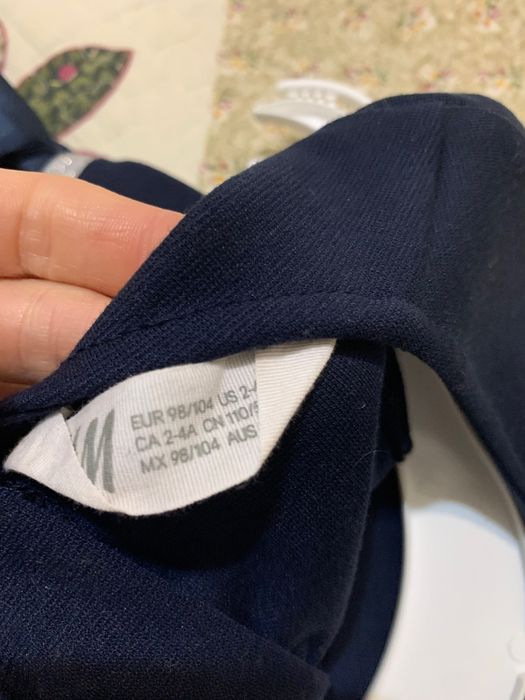 M
EUR 98/104 US 2-
CA 2-4A CN 110/
MX 98/104 AUS